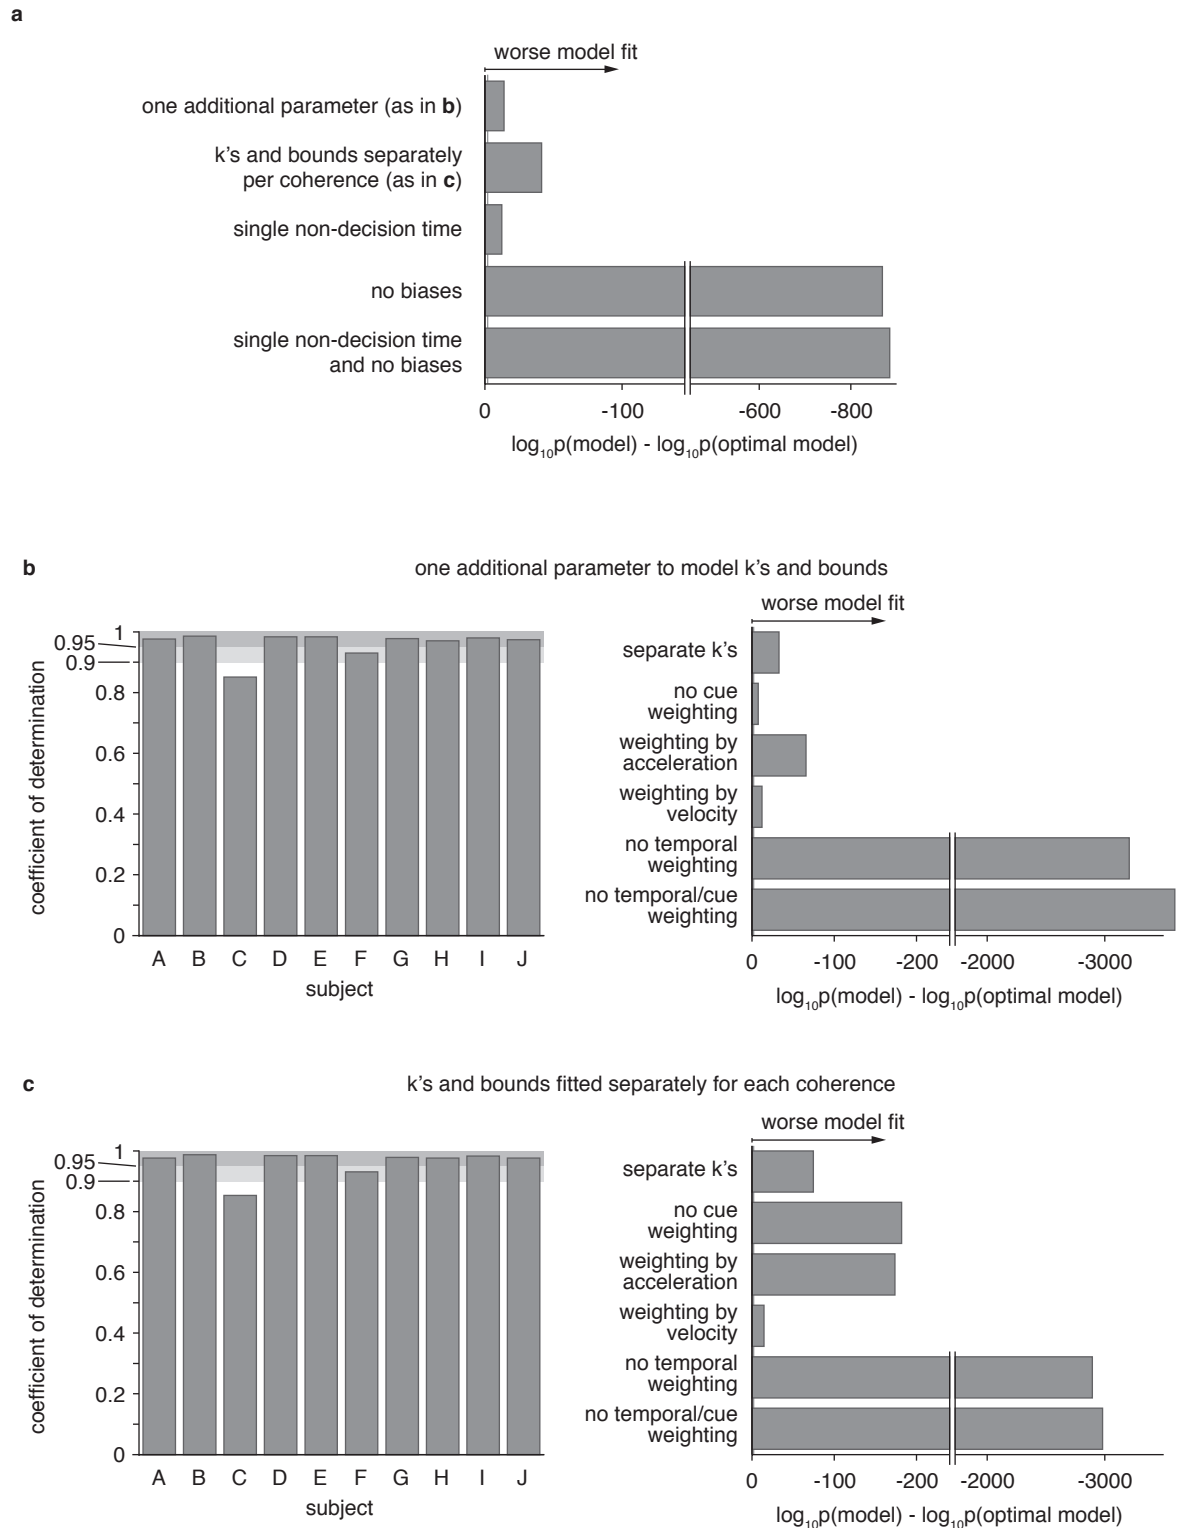 a
worse model fit
one additional parameter (as in b)
k's and bounds separately
per coherence (as in c)
single non-decision time
no biases
single non-decision time
and no biases
0 -100 -600 -800
log10p(model) - log10p(optimal model)
b
one additional parameter to model k's and bounds
coefficient of determination
1
0.95
0.9
0.8
0.6
0.4
0.2
0
A B C D E F G H I J
subject
worse model fit
separate k's
no cue
weighting
weighting by
acceleration
weighting by
velocity
no temporal
weighting
no temporal/cue
weighting
0 -100 -200 -2000 -3000
log10p(model) - log10p(optimal model)
c
k's and bounds fitted separately for each coherence
coefficient of determination
1
0.95
0.9
0.8
0.6
0.4
0.2
0
A B C D E F G H I J
subject
worse model fit
separate k's
no cue
weighting
weighting by
acceleration
weighting by
velocity
no temporal
weighting
no temporal/cue
weighting
0 -100 -200 -2000 -3000
log10p(model) - log10p(optimal model)